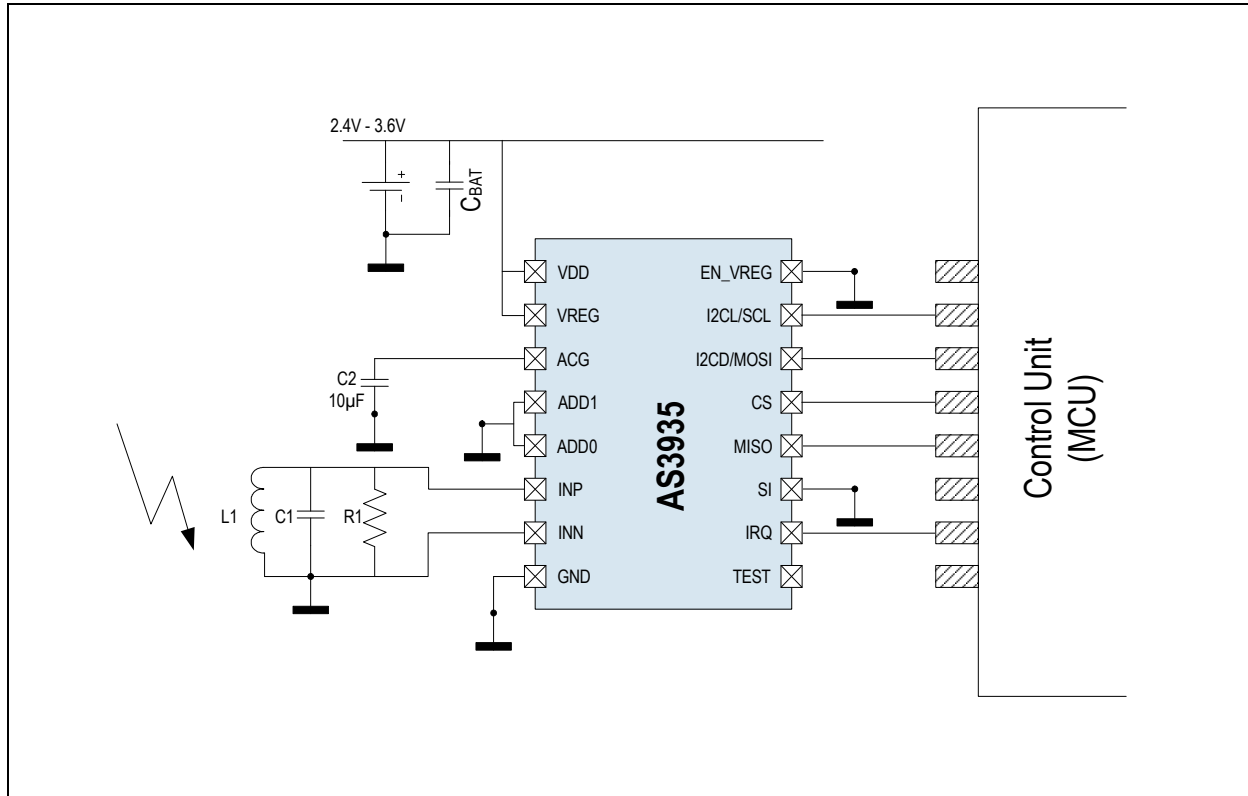 2.4V - 3.6V
+
-
CBAT
VDD
VREG
ACG
ADD1
ADD0
INP
INN
GND
AS3935
EN_VREG
I2CL/SCL
I2CD/MOSI
CS
MISO
SI
IRQ
TEST
C2
10µF
L1
C1
R1
Control Unit
(MCU)